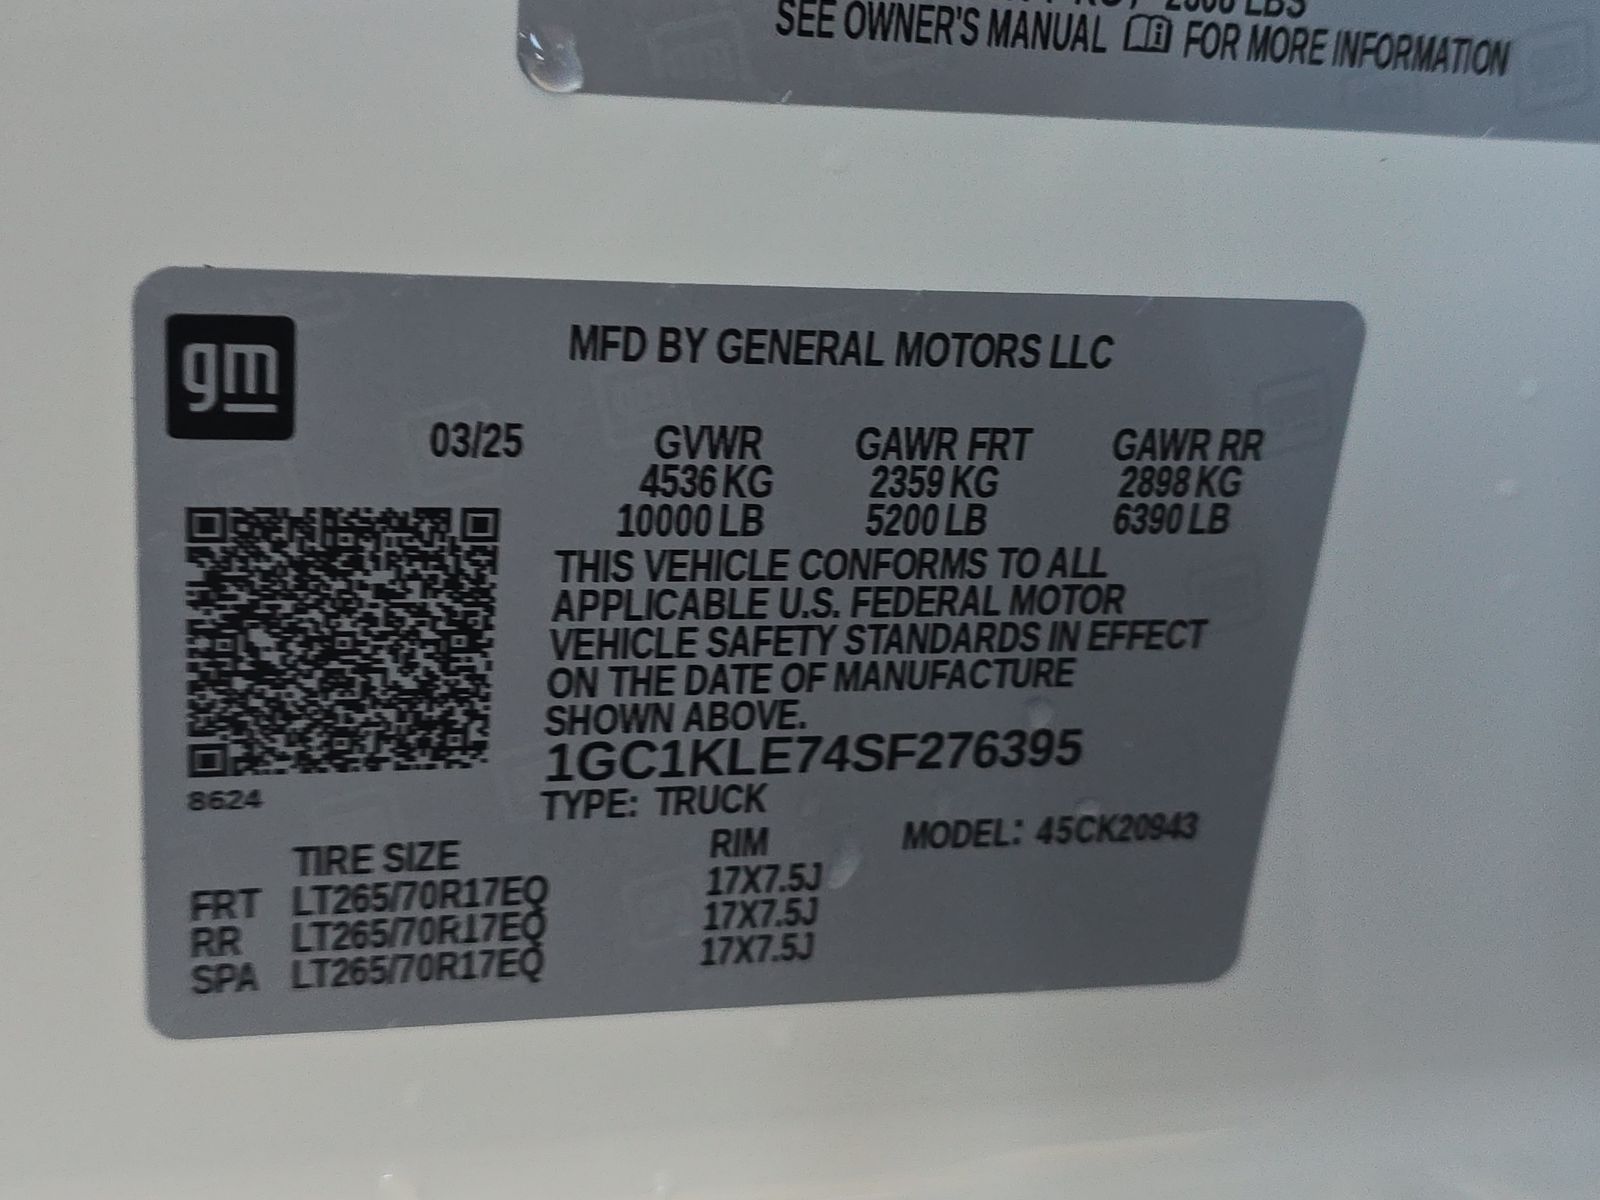 LBS
SEE OWNER'S MANUAL FOR MORE INFORMATION
gm
MFD BY GENERAL MOTORS LLC
03/25 GVWR GAWR FRT GAWR RR
4536 KG 2359 KG 2898 KG
10000 LB 5200 LB 6390 LB
THIS VEHICLE CONFORMS TO ALL
APPLICABLE U.S. FEDERAL MOTOR
VEHICLE SAFETY STANDARDS IN EFFECT
ON THE DATE OF MANUFACTURE
SHOWN ABOVE.
1GC1KLE74SF276395
8624
TYPE: TRUCK
TIRE SIZE RIM MODEL: 45CK20943
FRT LT265/70R17EQ 17X7.5J
RR LT265/70R17EQ 17X7.5J
SPA LT265/70R17EQ 17X7.5J